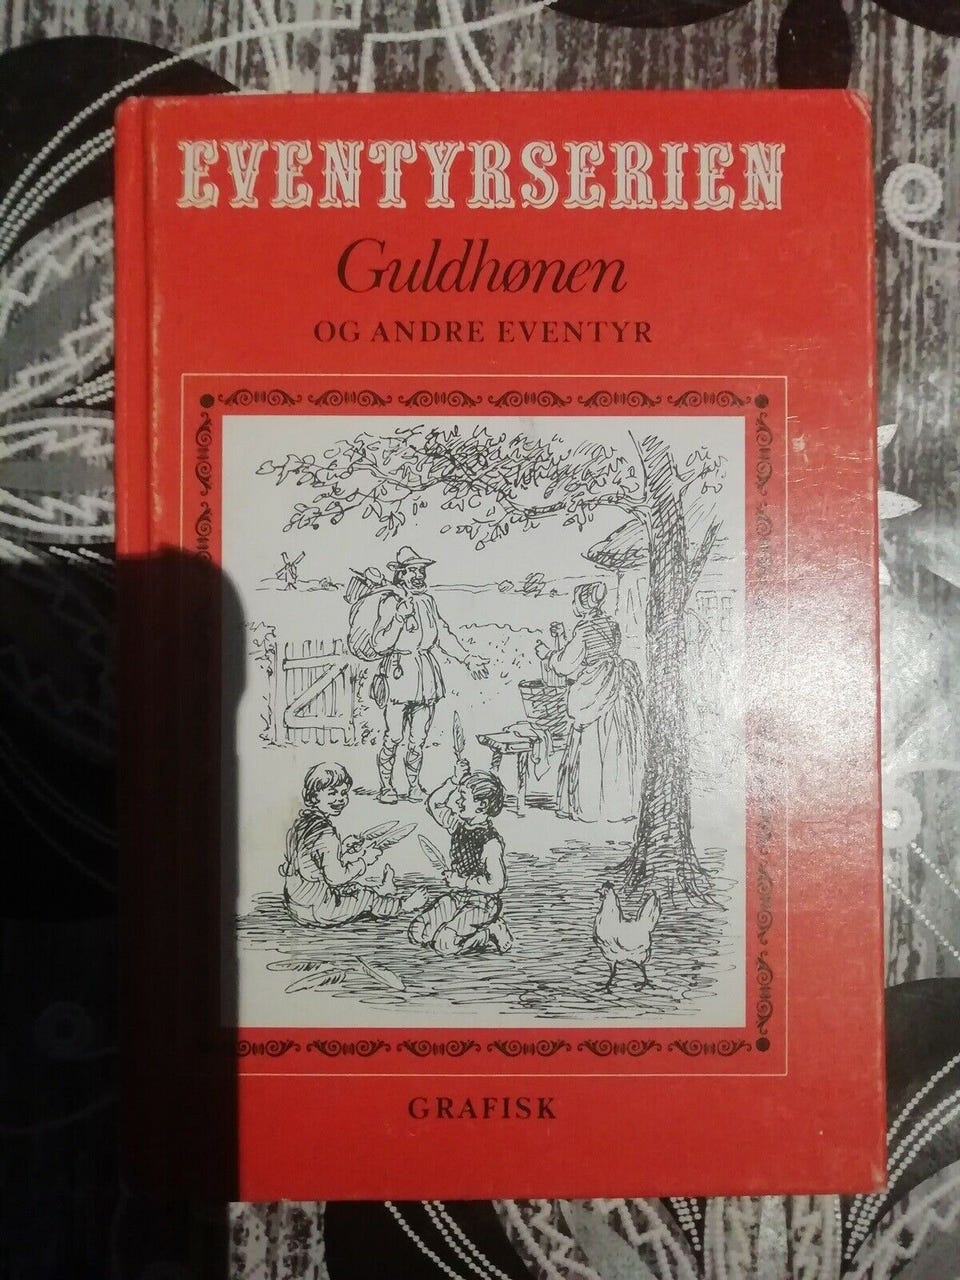 EVENTYRSERIEN
Guldhønen
OG ANDRE EVENTYR
GRAFISK